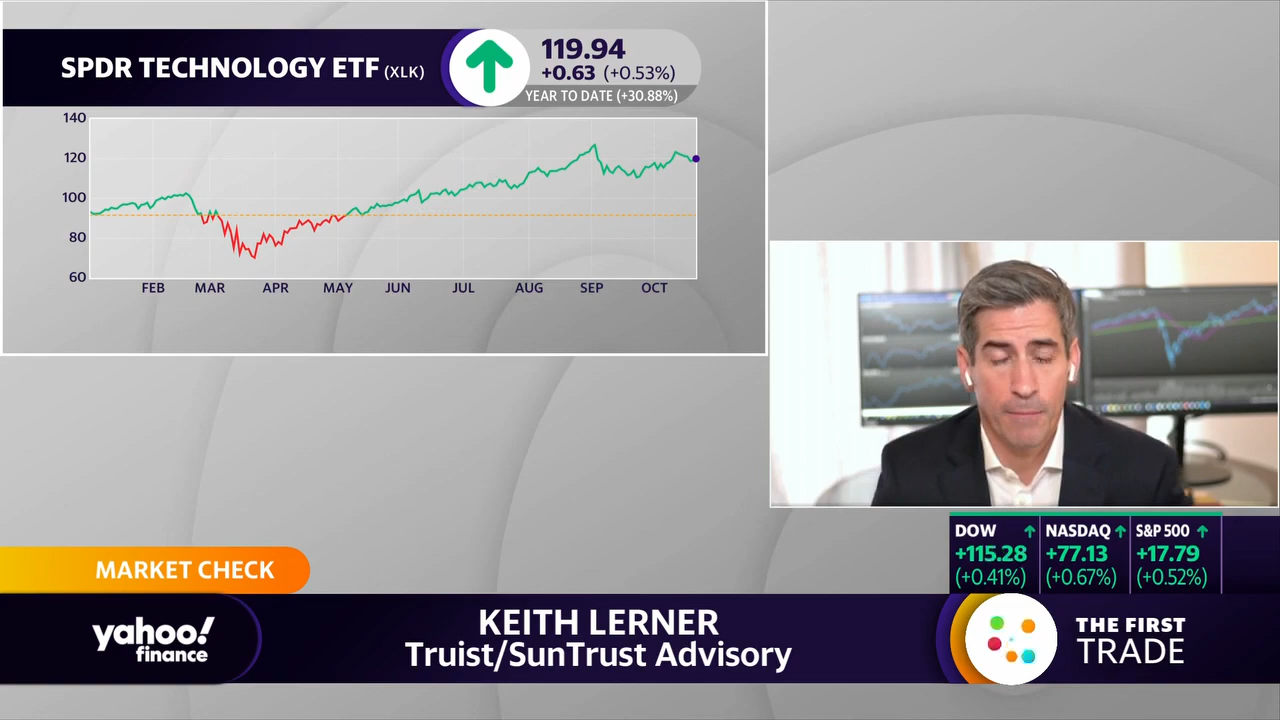 SPDR TECHNOLOGY ETF (XLK)
119.94
+0.63 (+0.53%)
YEAR TO DATE (+30.88%)
140
120
100
80
60
FEB MAR APR MAY JUN JUL AUG SEP OCT
DOW NASDAQ S&P 500
+115.28 +77.13 +17.79
(+0.41%) (+0.67%) (+0.52%)
MARKET CHECK
yahoo!
finance
KEITH LERNER
Truist/SunTrust Advisory
THE FIRST
TRADE